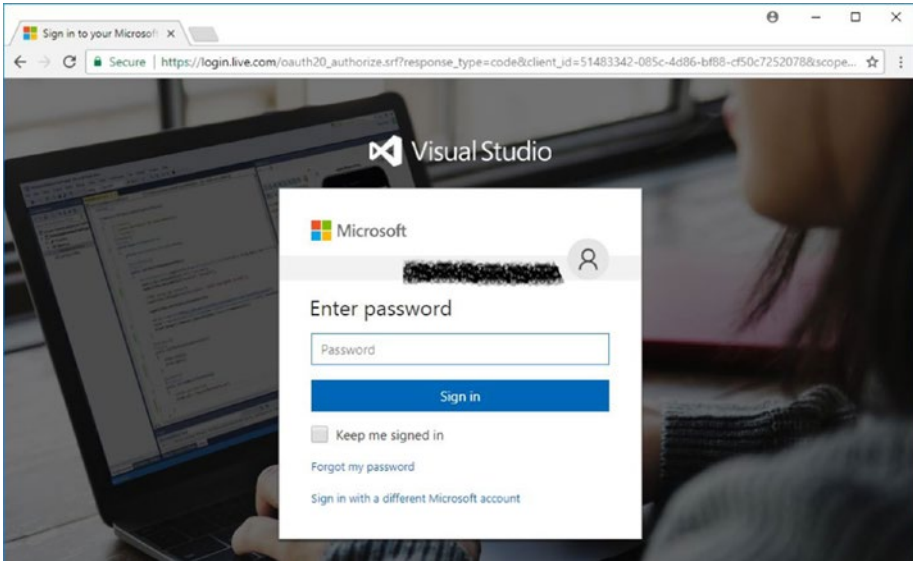 Sign in to your Microsof
Secure | https://login.live.com/oauth20_authorize.srf?response_type=code&client_id=51483342-085c-4d86-bf88-cf50c7252078&scope...
Visual Studio
Microsoft
Enter password
Password
Sign in
Keep me signed in
Forgot my password
Sign in with a different Microsoft account